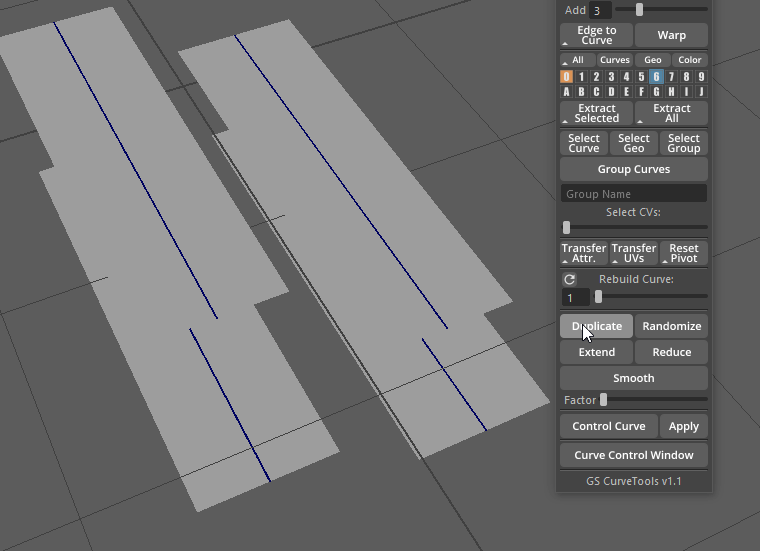 Add 3
Edge to Curve Warp
All Curves Geo Color
0 1 2 3 4 5 6 7 8 9
A B C D E F G H I J
Extract Selected Extract All
Select Curve Select Geo Select Group
Group Curves
Group Name
Select CVs:
Transfer Attr. Transfer UVs Reset Pivot
Rebuild Curve:
1
Duplicate Randomize
Extend Reduce
Smooth
Factor
Control Curve Apply
Curve Control Window
GS CurveTools v1.1